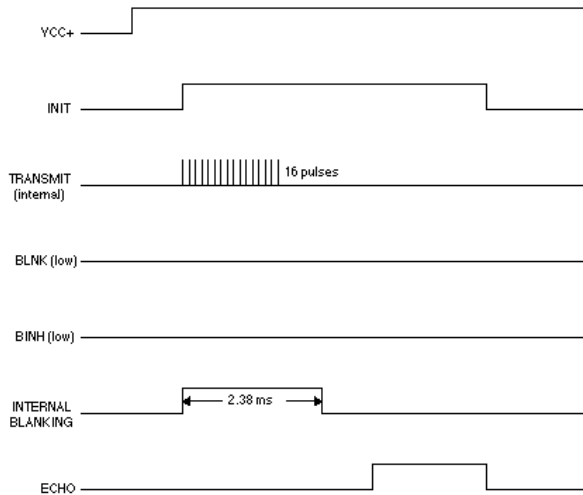 VCC+
INIT
TRANSMIT
(internal)
16 pulses
BLNK (low)
BINH (low)
INTERNAL
BLANKING
2.38 ms
ECHO